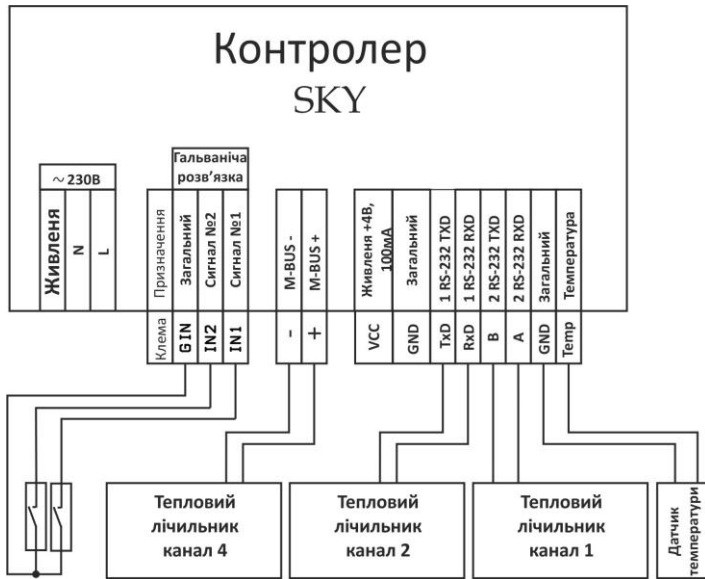 Контролер
SKY
Гальваніча
розв’язка
~ 230В
Живленя
N
L
Призначення
Загальний
Сигнал №2
Сигнал №1
M-BUS -
M-BUS +
Живленя +4В,
100мА
Загальний
1 RS-232 TXD
1 RS-232 RXD
2 RS-232 TXD
2 RS-232 RXD
Загальний
Температура
Клема
GIN
IN2
IN1
-
+
VCC
GND
TxD
RxD
B
A
GND
Temp
Тепловий
лічильник
канал 4
Тепловий
лічильник
канал 2
Тепловий
лічильник
канал 1
Датчик
температури